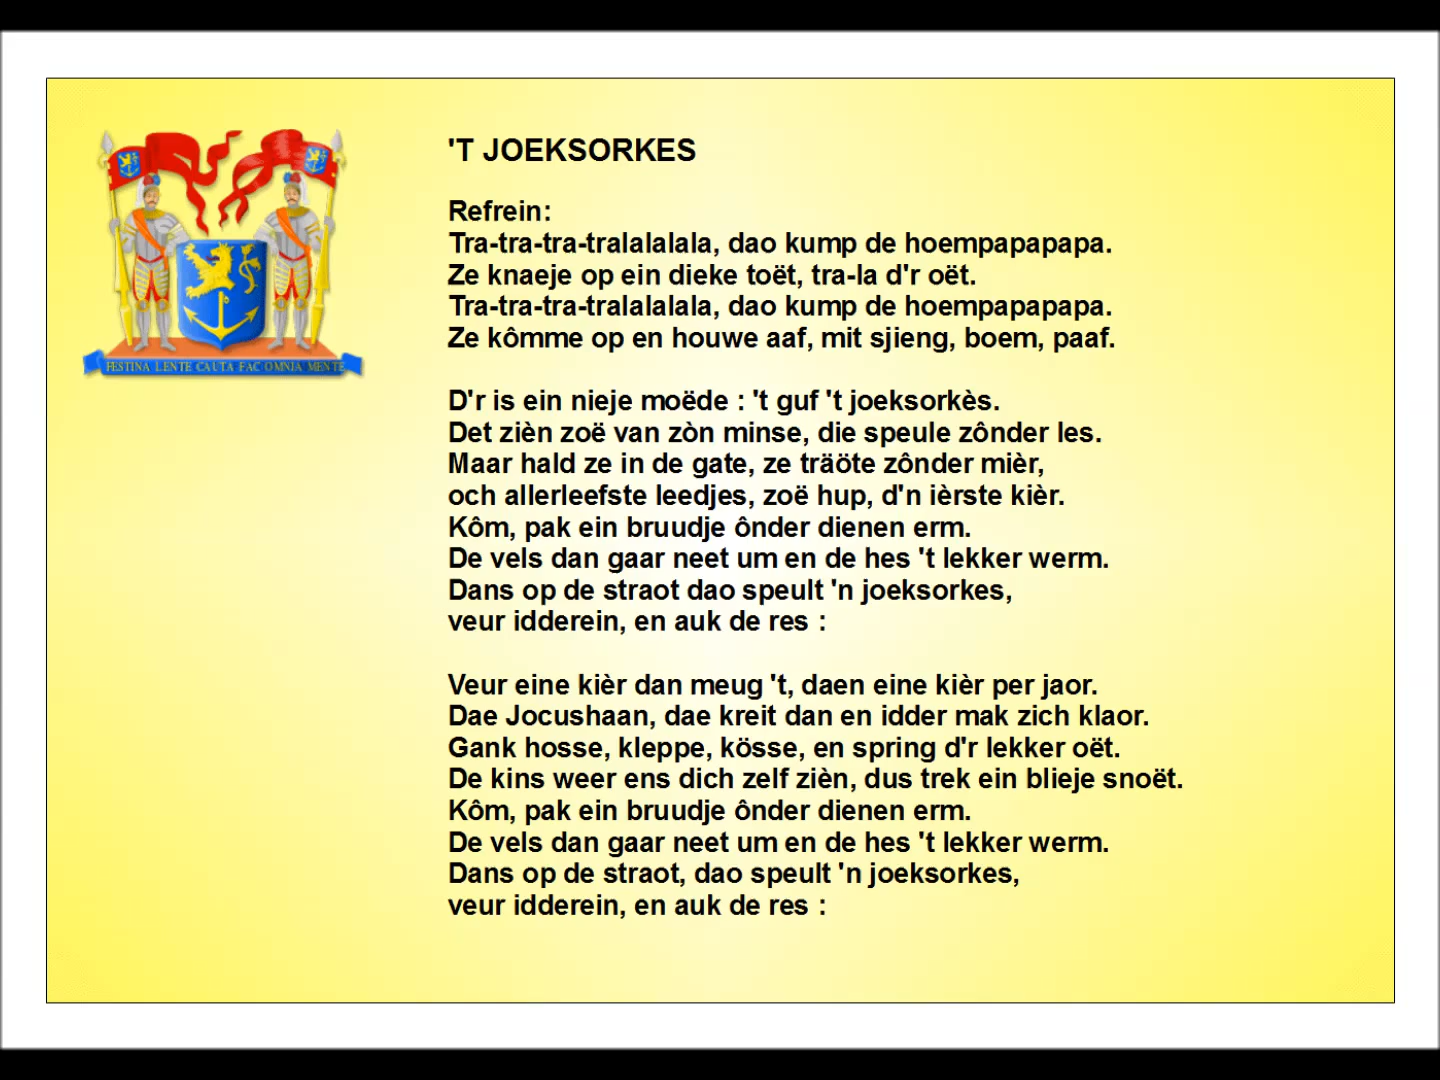 FESTINA LENTE CAUTA FAC OMNIA MENTE
'T JOEKSORKES
Refrein:
Tra-tra-tra-tralalalala, dao kump de hoempapapapa.
Ze knaeje op ein dieke toët, tra-la d'r oët.
Tra-tra-tra-tralalalala, dao kump de hoempapapapa.
Ze kômme op en houwe aaf, mit sjieng, boem, paaf.
D'r is ein nieje moëde : 't guf 't joeksorkès.
Det zièn zoë van zòn minse, die speule zônder les.
Maar hald ze in de gate, ze träöte zônder mièr,
och allerleefste leedjes, zoë hup, d'n ièrste kièr.
Kôm, pak ein bruudje ônder dienen erm.
De vels dan gaar neet um en de hes 't lekker werm.
Dans op de straot dao speult 'n joeksorkes,
veur idderein, en auk de res :
Veur eine kièr dan meug 't, daen eine kièr per jaor.
Dae Jocushaan, dae kreit dan en idder mak zich klaor.
Gank hosse, kleppe, kösse, en spring d'r lekker oët.
De kins weer ens dich zelf zièn, dus trek ein blieje snoët.
Kôm, pak ein bruudje ônder dienen erm.
De vels dan gaar neet um en de hes 't lekker werm.
Dans op de straot, dao speult 'n joeksorkes,
veur idderein, en auk de res :